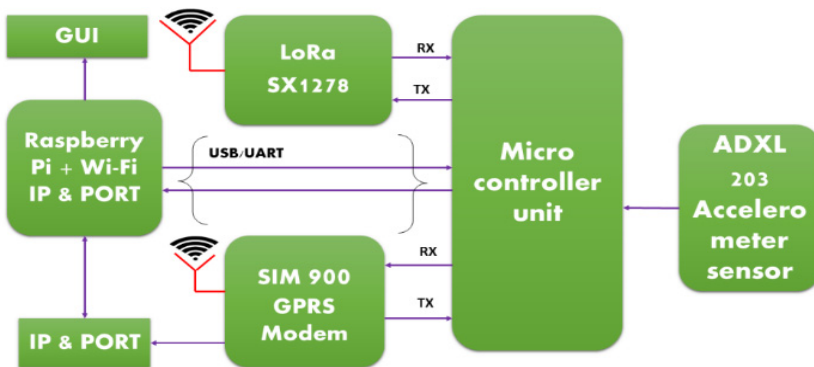 GUI
LoRa
SX1278
RX
TX
Raspberry
Pi + Wi-Fi
IP & PORT
USB/UART
Micro
controller
unit
ADXL
203
Accelero
meter
sensor
SIM 900
GPRS
Modem
RX
TX
IP & PORT